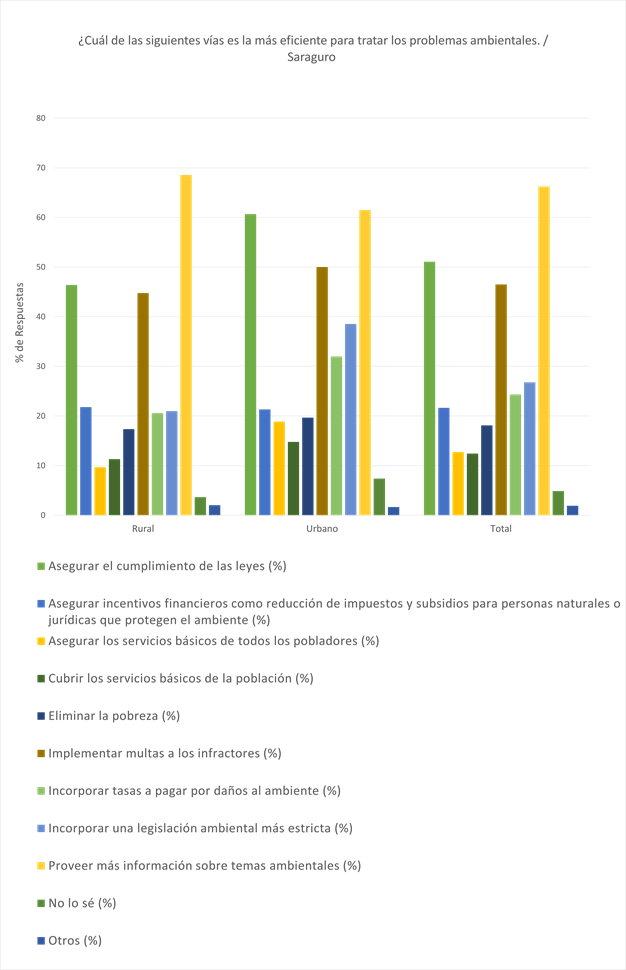 ¿Cuál de las siguientes vías es la más eficiente para tratar los problemas ambientales. /
Saraguro
80
70
60
50
40
30
20
10
0
% de Respuestas
Rural
Urbano
Total
Asegurar el cumplimiento de las leyes (%)
Asegurar incentivos financieros como reducción de impuestos y subsidios para personas naturales o
jurídicas que protegen el ambiente (%)
Asegurar los servicios básicos de todos los pobladores (%)
Cubrir los servicios básicos de la población (%)
Eliminar la pobreza (%)
Implementar multas a los infractores (%)
Incorporar tasas a pagar por daños al ambiente (%)
Incorporar una legislación ambiental más estricta (%)
Proveer más información sobre temas ambientales (%)
No lo sé (%)
Otros (%)